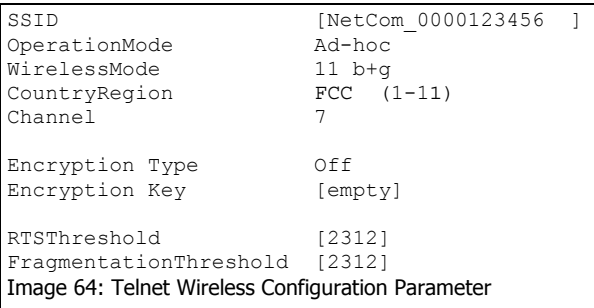 SSID [NetCom_0000123456 ]
OperationMode Ad-hoc
WirelessMode 11 b+g
CountryRegion FCC (1-11)
Channel 7
Encryption Type Off
Encryption Key [empty]
RTSThreshold [2312]
FragmentationThreshold [2312]
Image 64: Telnet Wireless Configuration Parameter